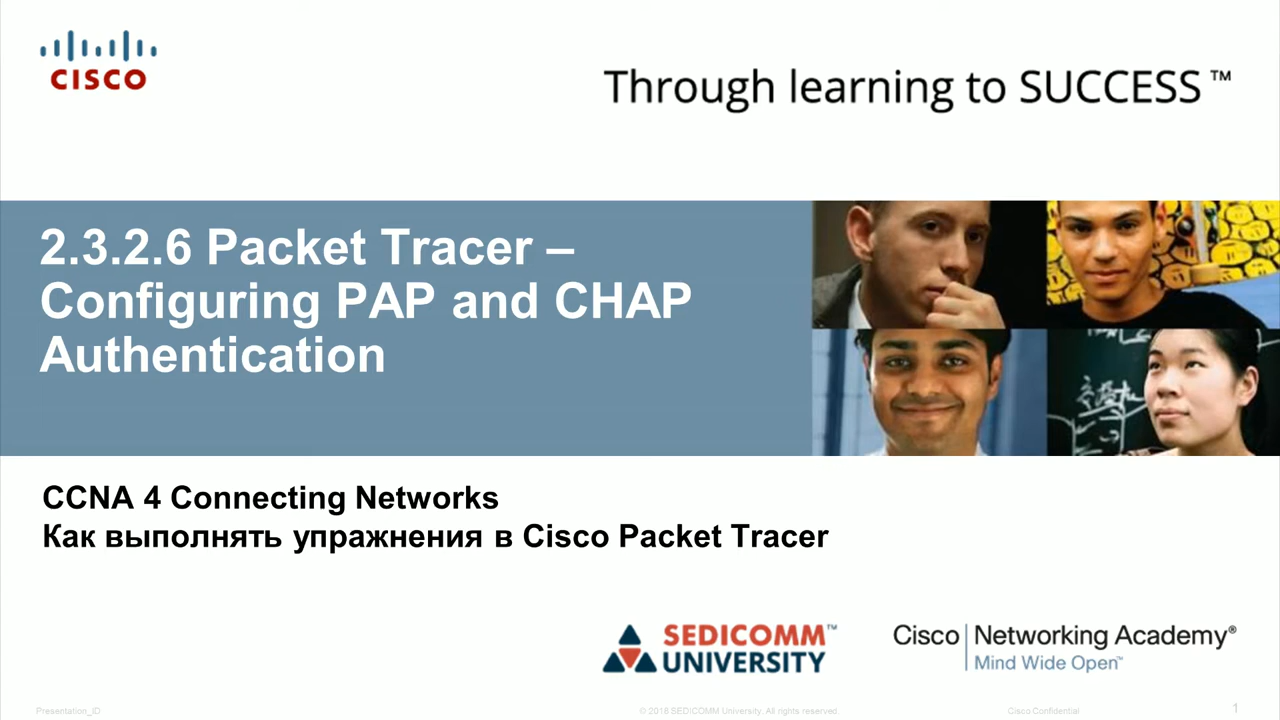 CISCO
Through learning to SUCCESS™
2.3.2.6 Packet Tracer –
Configuring PAP and CHAP
Authentication
CCNA 4 Connecting Networks
Как выполнять упражнения в Cisco Packet Tracer
SEDICOMM™
UNIVERSITY
Cisco Networking Academy®
Mind Wide Open™
Presentation_ID
© 2018 SEDICOMM University. All rights reserved.
Cisco Confidential
1